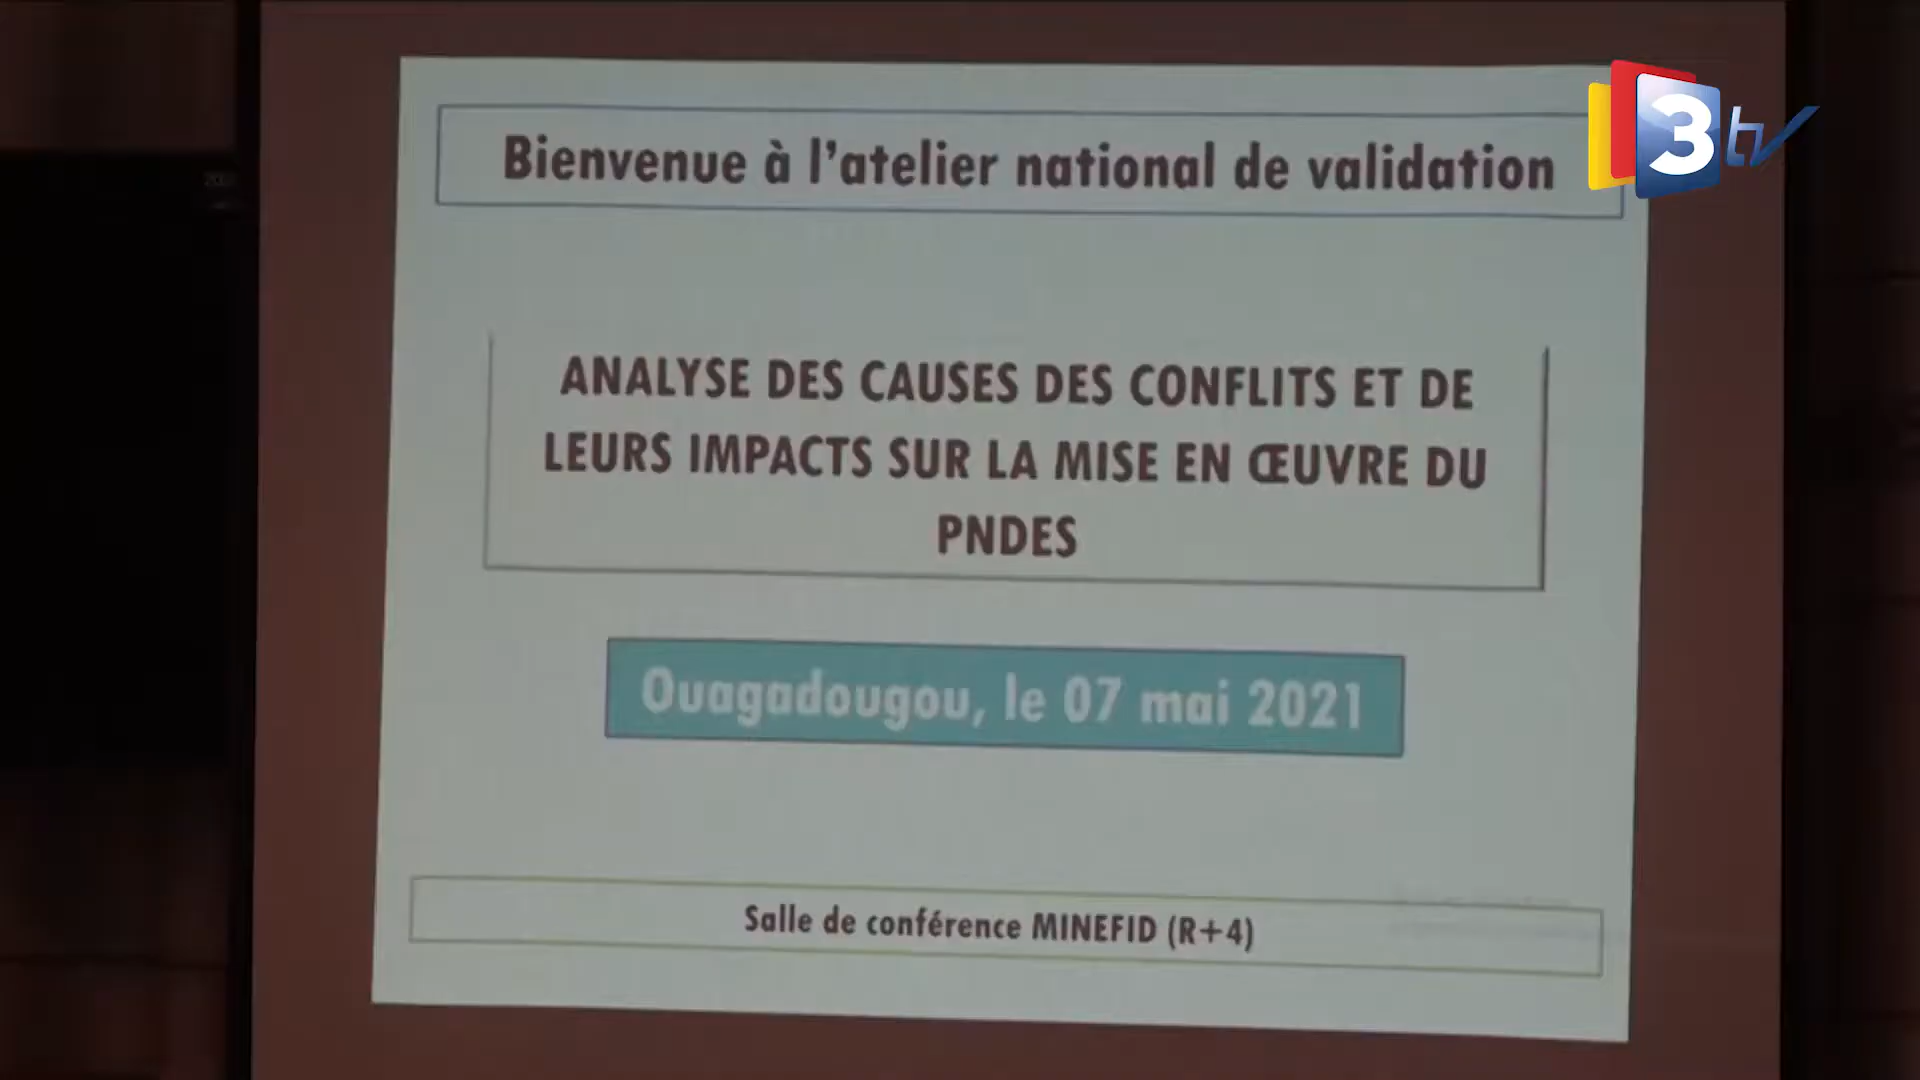 3tv
Bienvenue à l'atelier national de validation
ANALYSE DES CAUSES DES CONFLITS ET DE
LEURS IMPACTS SUR LA MISE EN ŒUVRE DU
PNDES
Ouagadougou, le 07 mai 2021
Salle de conférence MINEFID (R+4)